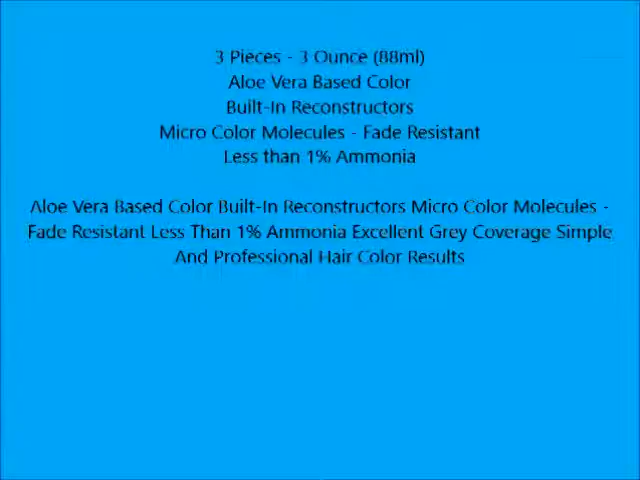 3 Pieces - 3 Ounce (88ml)
Aloe Vera Based Color
Built-In Reconstructors
Micro Color Molecules - Fade Resistant
Less than 1% Ammonia
Aloe Vera Based Color Built-In Reconstructors Micro Color Molecules -
Fade Resistant Less Than 1% Ammonia Excellent Grey Coverage Simple
And Professional Hair Color Results